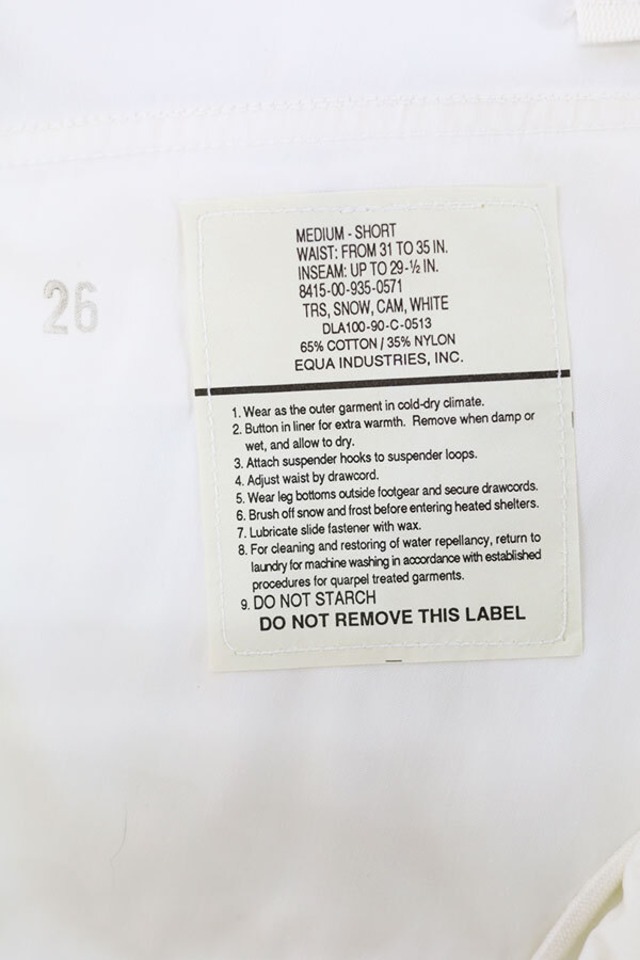 26
MEDIUM - SHORT
WAIST: FROM 31 TO 35 IN.
INSEAM: UP TO 29-½ IN.
8415-00-935-0571
TRS, SNOW, CAM, WHITE
DLA100-90-C-0513
65% COTTON / 35% NYLON
EQUA INDUSTRIES, INC.
1. Wear as the outer garment in cold-dry climate.
2. Button in liner for extra warmth. Remove when damp or
wet, and allow to dry.
3. Attach suspender hooks to suspender loops.
4. Adjust waist by drawcord.
5. Wear leg bottoms outside footgear and secure drawcords.
6. Brush off snow and frost before entering heated shelters.
7. Lubricate slide fastener with wax.
8. For cleaning and restoring of water repellancy, return to
laundry for machine washing in accordance with established
procedures for quarpel treated garments.
9. DO NOT STARCH
DO NOT REMOVE THIS LABEL